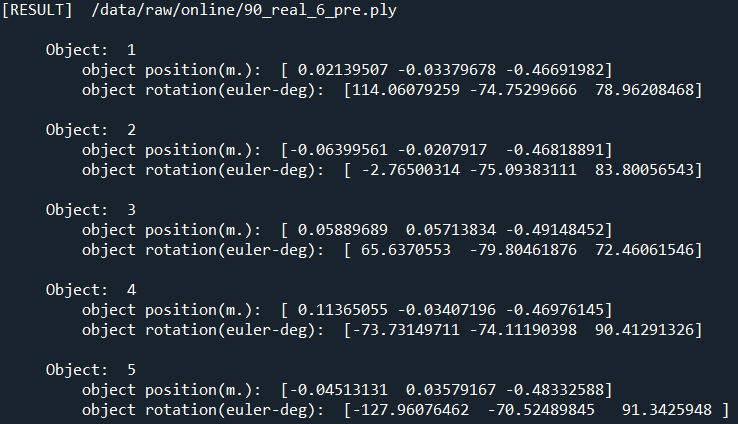 [RESULT]  /data/raw/online/90_real_6_pre.ply
Object:  1
object position(m.):  [ 0.02139507 -0.03379678 -0.46691982]
object rotation(euler-deg):  [114.06079259 -74.75299666  78.96208468]
Object:  2
object position(m.):  [-0.06399561 -0.0207917  -0.46818891]
object rotation(euler-deg):  [ -2.76500314 -75.09383111  83.80056543]
Object:  3
object position(m.):  [ 0.05889689  0.05713834 -0.49148452]
object rotation(euler-deg):  [ 65.6370553  -79.80461876  72.46061546]
Object:  4
object position(m.):  [ 0.11365055 -0.03407196 -0.46976145]
object rotation(euler-deg):  [-73.73149711 -74.11190398  90.41291326]
Object:  5
object position(m.):  [-0.04513131  0.03579167 -0.48332588]
object rotation(euler-deg):  [-127.96076462  -70.52489845   91.3425948 ]